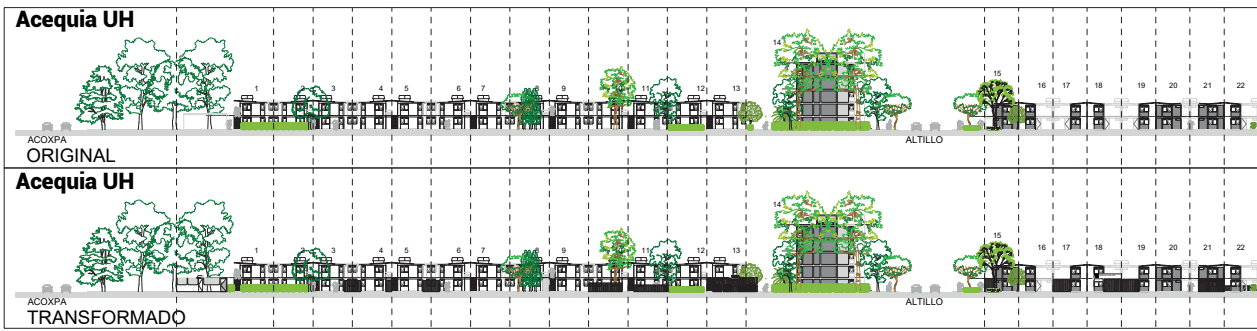 Acequia UH
14
15
1 2 3 4 5 6 7 8 9 11 12 13 16 17 18 19 20 21 22
ACOXPA ALTILLO
ORIGINAL
Acequia UH
14
15
1 2 3 4 5 6 7 8 9 11 12 13 16 17 18 19 20 21 22
ACOXPA ALTILLO
TRANSFORMADO